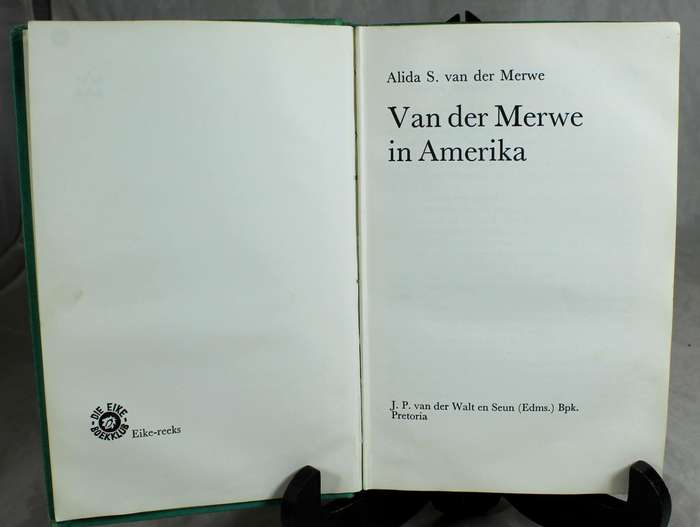 DIE EIKE
BOEKKLUB
Eike-reeks
Alida S. van der Merwe
Van der Merwe
in Amerika
J. P. van der Walt en Seun (Edms.) Bpk.
Pretoria